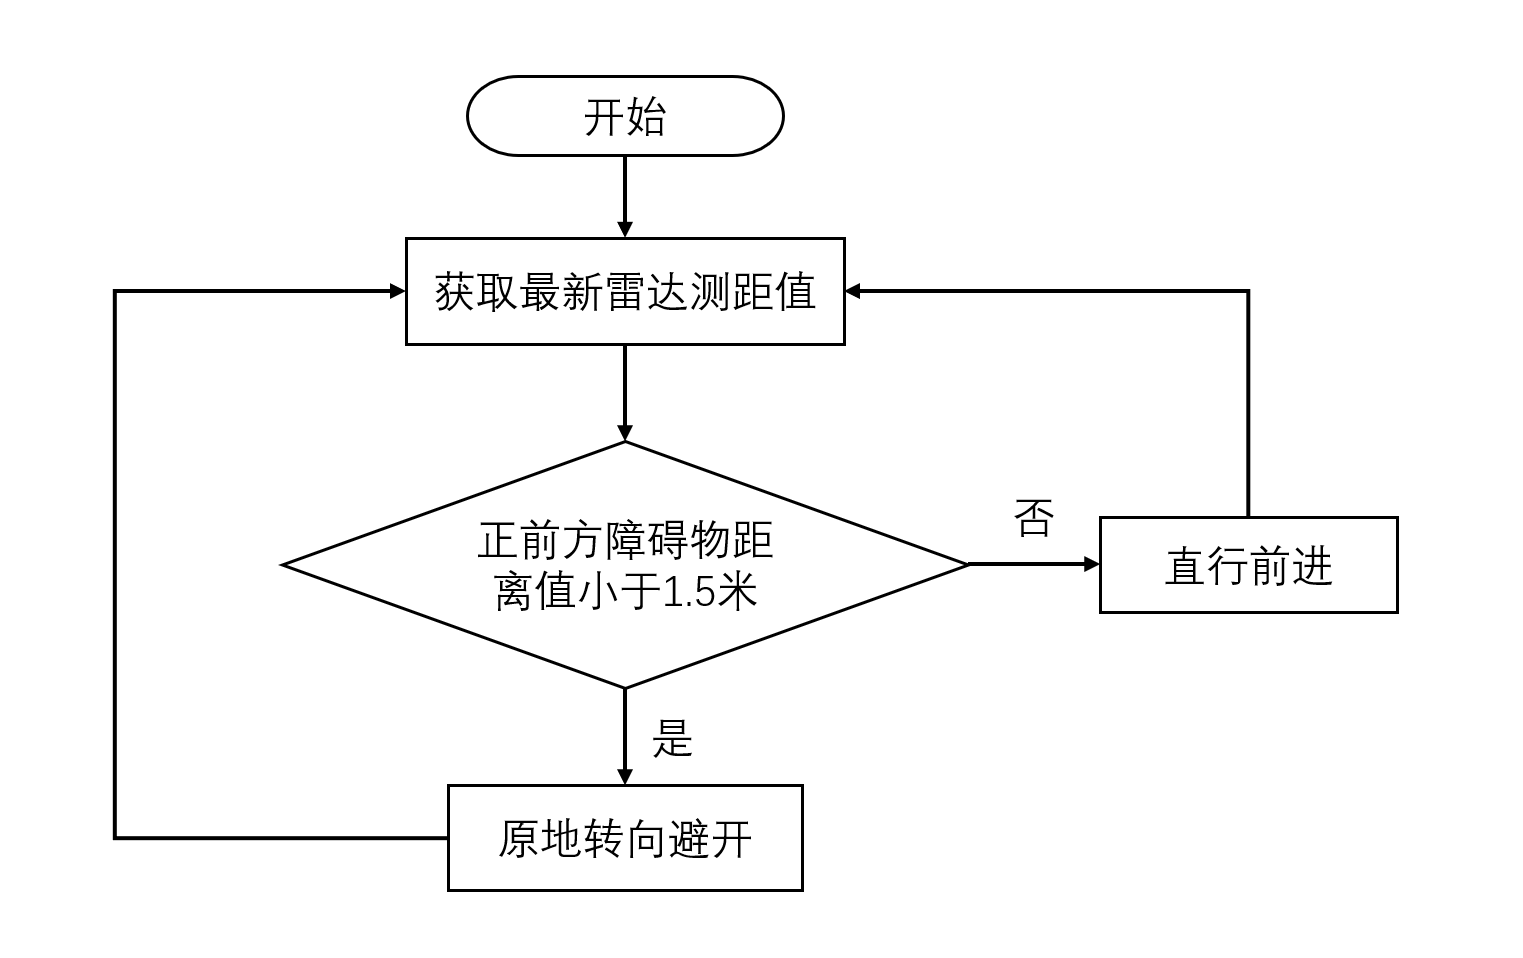 开始
获取最新雷达测距值
正前方障碍物距
离值小于1.5米
否
直行前进
是
原地转向避开